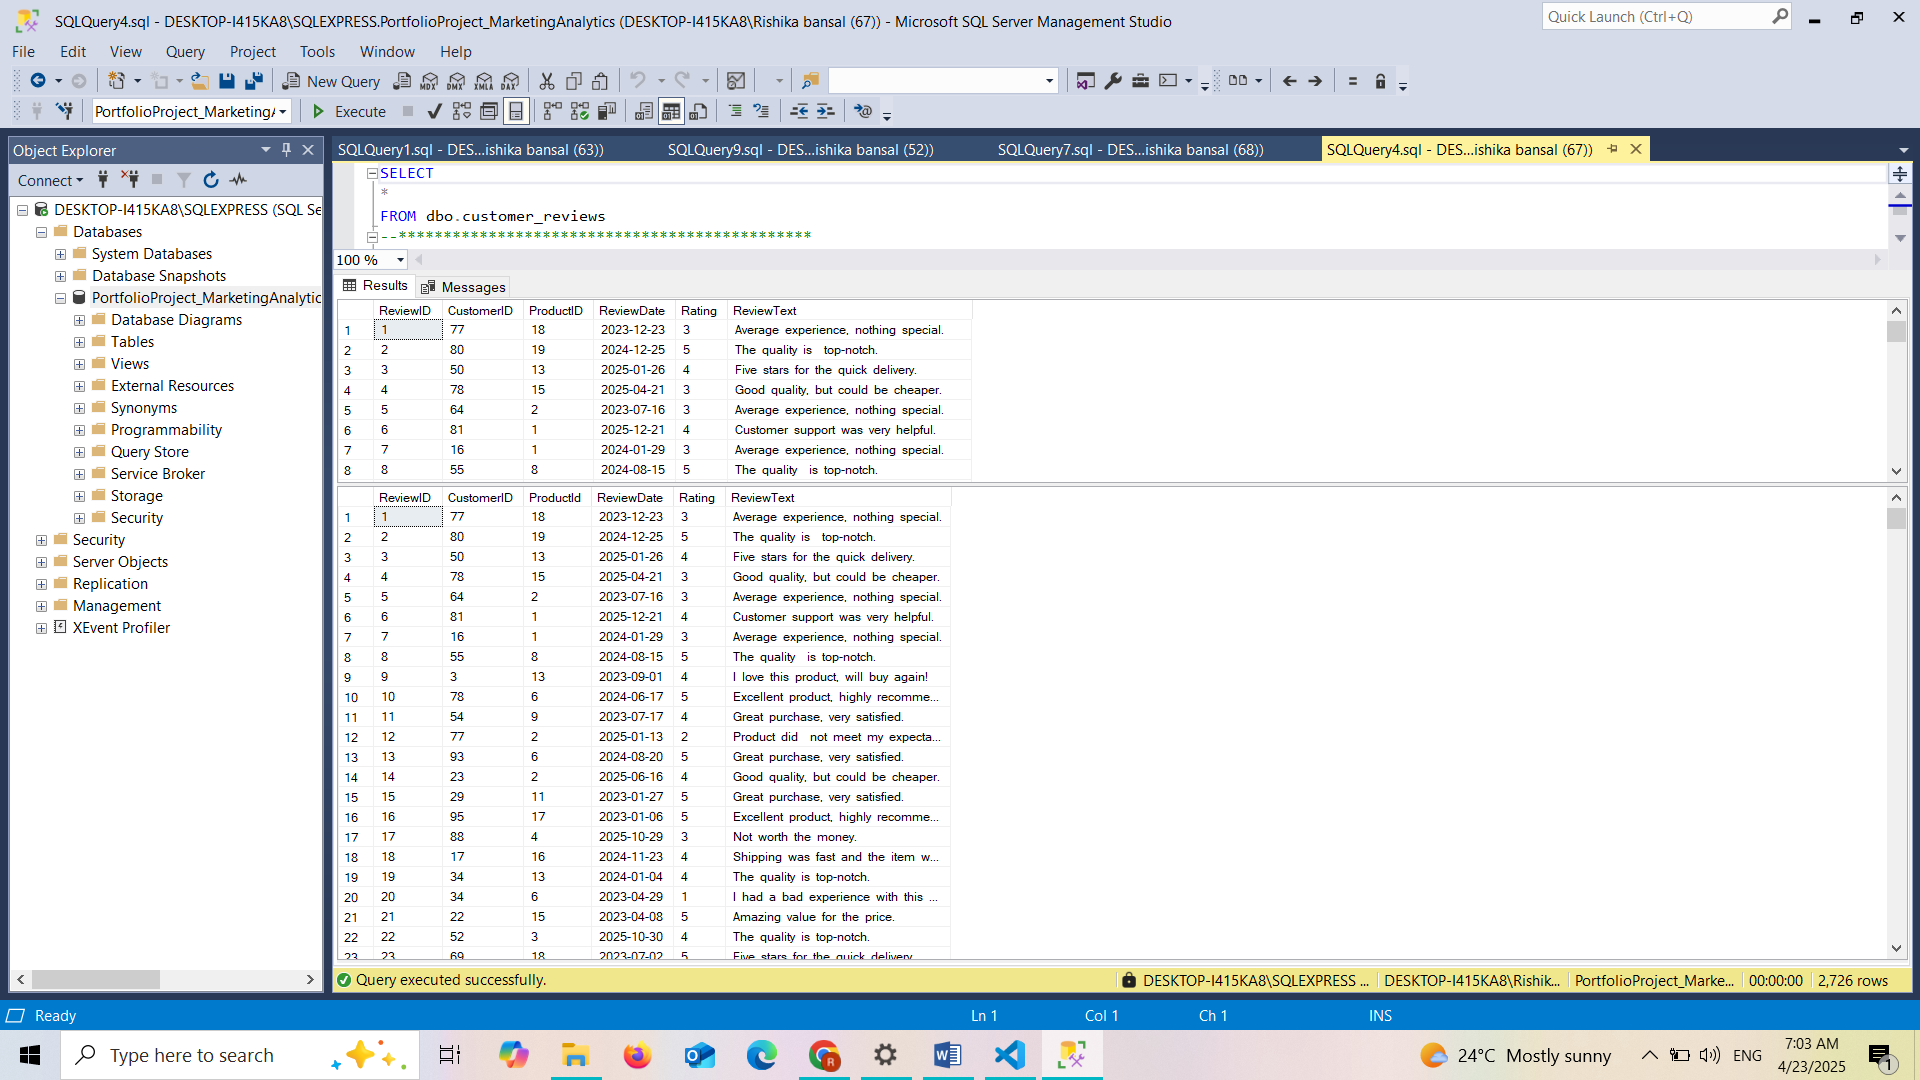 SQLQuery4.sql - DESKTOP-I415KA8\SQLEXPRESS.PortfolioProject_MarketingAnalytics (DESKTOP-I415KA8\Rishika bansal (67)) - Microsoft SQL Server Management Studio
Quick Launch (Ctrl+Q)
File Edit View Query Project Tools Window Help
New Query MDX DMX XMLA DAX
PortfolioProject_MarketingA Execute
Object Explorer
SQLQuery1.sql - DES...ishika bansal (63)) SQLQuery9.sql - DES...ishika bansal (52)) SQLQuery7.sql - DES...ishika bansal (68)) SQLQuery4.sql - DES...ishika bansal (67))
Connect
DESKTOP-I415KA8\SQLEXPRESS (SQL Se
Databases
System Databases
Database Snapshots
PortfolioProject_MarketingAnalytic
Database Diagrams
Tables
Views
External Resources
Synonyms
Programmability
Query Store
Service Broker
Storage
Security
Security
Server Objects
Replication
Management
XEvent Profiler
SELECT
*
FROM dbo.customer_reviews
--**********************************************
100 %
Results Messages
ReviewID CustomerID ProductID ReviewDate Rating ReviewText
1 1 77 18 2023-12-23 3 Average experience, nothing special.
2 2 80 19 2024-12-25 5 The quality is   top-notch.
3 3 50 13 2025-01-26 4 Five stars for the quick delivery.
4 4 78 15 2025-04-21 3 Good quality, but could be cheaper.
5 5 64 2 2023-07-16 3 Average experience, nothing special.
6 6 81 1 2025-12-21 4 Customer support was very helpful.
7 7 16 1 2024-01-29 3 Average experience, nothing special.
8 8 55 8 2024-08-15 5 The quality   is top-notch.
ReviewID CustomerID ProductId ReviewDate Rating ReviewText
1 1 77 18 2023-12-23 3 Average experience, nothing special.
2 2 80 19 2024-12-25 5 The quality is   top-notch.
3 3 50 13 2025-01-26 4 Five stars for the quick delivery.
4 4 78 15 2025-04-21 3 Good quality, but could be cheaper.
5 5 64 2 2023-07-16 3 Average experience, nothing special.
6 6 81 1 2025-12-21 4 Customer support was very helpful.
7 7 16 1 2024-01-29 3 Average experience, nothing special.
8 8 55 8 2024-08-15 5 The quality   is top-notch.
9 9 3 13 2023-09-01 4 I love this product, will buy again!
10 10 78 6 2024-06-17 5 Excellent product, highly recomme...
11 11 54 9 2023-07-17 4 Great purchase, very satisfied.
12 12 77 2 2025-01-13 2 Product did   not meet my expecta...
13 13 93 6 2024-08-20 5 Great purchase, very satisfied.
14 14 23 2 2025-06-16 4 Good quality, but could be cheaper.
15 15 29 11 2023-01-27 5 Great purchase, very satisfied.
16 16 95 17 2023-01-06 5 Excellent product, highly recomme...
17 17 88 4 2025-10-29 3 Not worth the money.
18 18 17 16 2024-11-23 4 Shipping was fast and the item w...
19 19 34 13 2024-01-04 4 The quality is top-notch.
20 20 34 6 2023-04-29 1 I had a bad experience with this ...
21 21 22 15 2023-04-08 5 Amazing value for the price.
22 22 52 3 2025-10-30 4 The quality is top-notch.
23 23 69 18 2023-07-02 5 Five stars for the quick delivery
Query executed successfully. DESKTOP-I415KA8\SQLEXPRESS ... DESKTOP-I415KA8\Rishik... PortfolioProject_Marke... 00:00:00 2,726 rows
Ready Ln 1 Col 1 Ch 1 INS
Type here to search 24°C Mostly sunny ENG 7:03 AM
4/23/2025 1